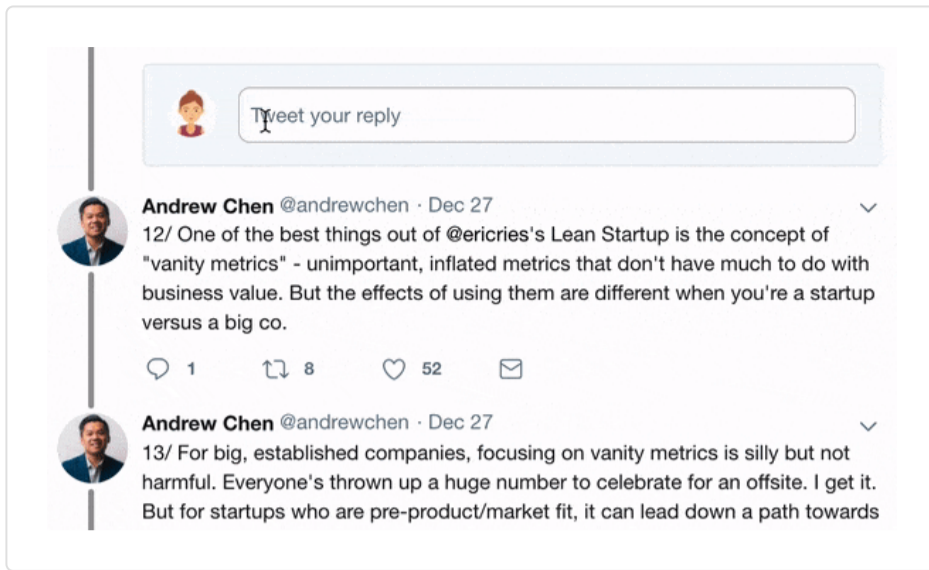 Tweet your reply
Andrew Chen @andrewchen · Dec 27
12/ One of the best things out of @ericries's Lean Startup is the concept of
"vanity metrics" - unimportant, inflated metrics that don't have much to do with
business value. But the effects of using them are different when you're a startup
versus a big co.
1 8 52
Andrew Chen @andrewchen · Dec 27
13/ For big, established companies, focusing on vanity metrics is silly but not
harmful. Everyone's thrown up a huge number to celebrate for an offsite. I get it.
But for startups who are pre-product/market fit, it can lead down a path towards